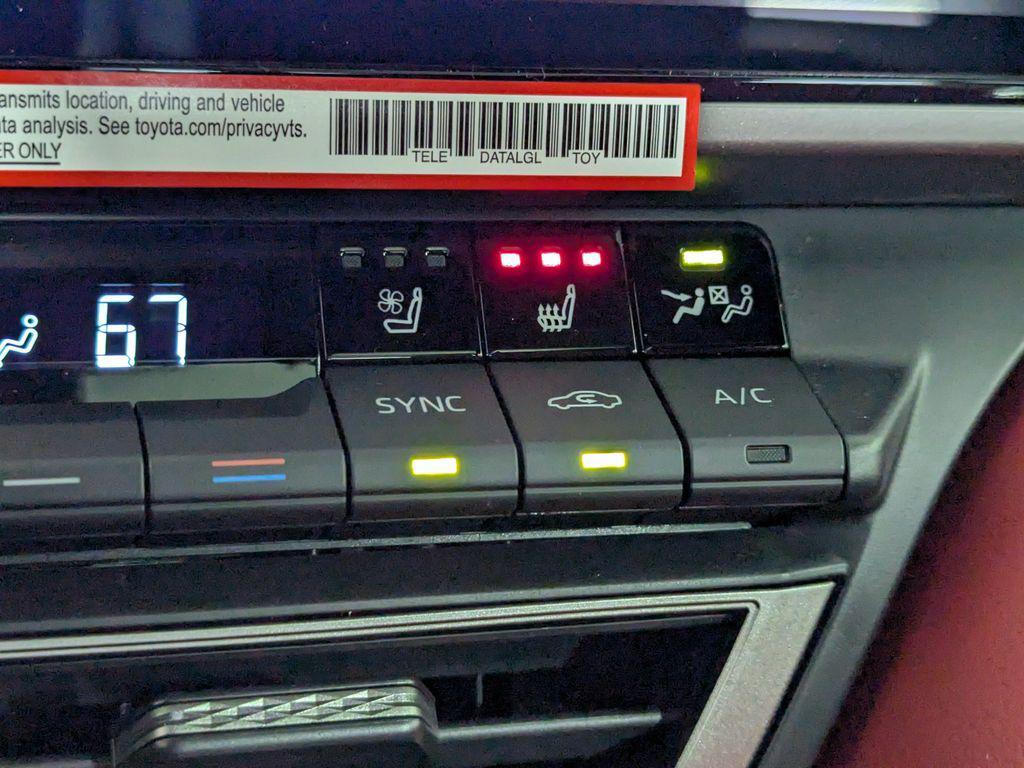 ansmits location, driving and vehicle
ta analysis. See toyota.com/privacyvts.
ER ONLY
TELE DATALGL TOY
67
SYNC
A/C